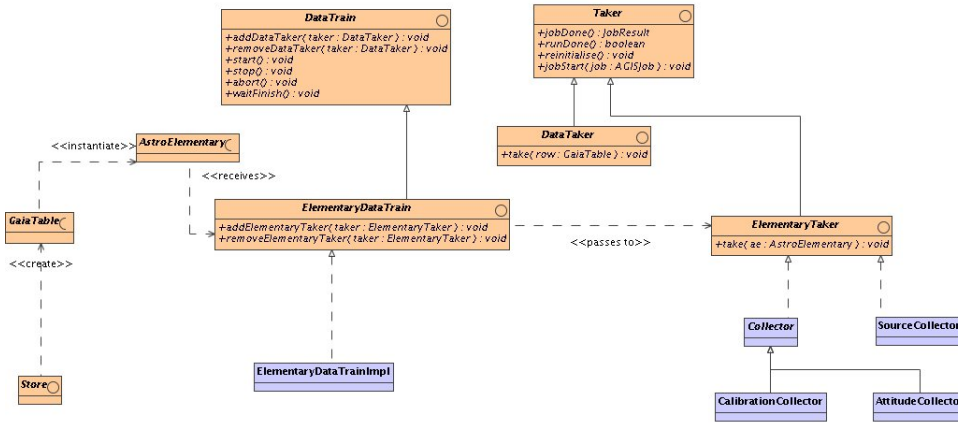 DataTrain
+addDataTaker( taker : DataTaker ) : void
+removeDataTaker( taker : DataTaker ) : void
+start() : void
+stop() : void
+abort() : void
+waitFinish() : void
Taker
+jobDone() : JobResult
+runDone() : boolean
+reinitialise() : void
+jobStart( job : AGISJob ) : void
DataTaker
+take( row : GaiaTable ) : void
<<instantiate>>
AstroElementary
<<receives>>
GaiaTable
<<create>>
Store
ElementaryDataTrain
+addElementaryTaker( taker : ElementaryTaker ) : void
+removeElementaryTaker( taker : ElementaryTaker ) : void
<<passes to>>
ElementaryTaker
+take( ae : AstroElementary ) : void
ElementaryDataTrainImpl
Collector
SourceCollector
CalibrationCollector
AttitudeCollecto